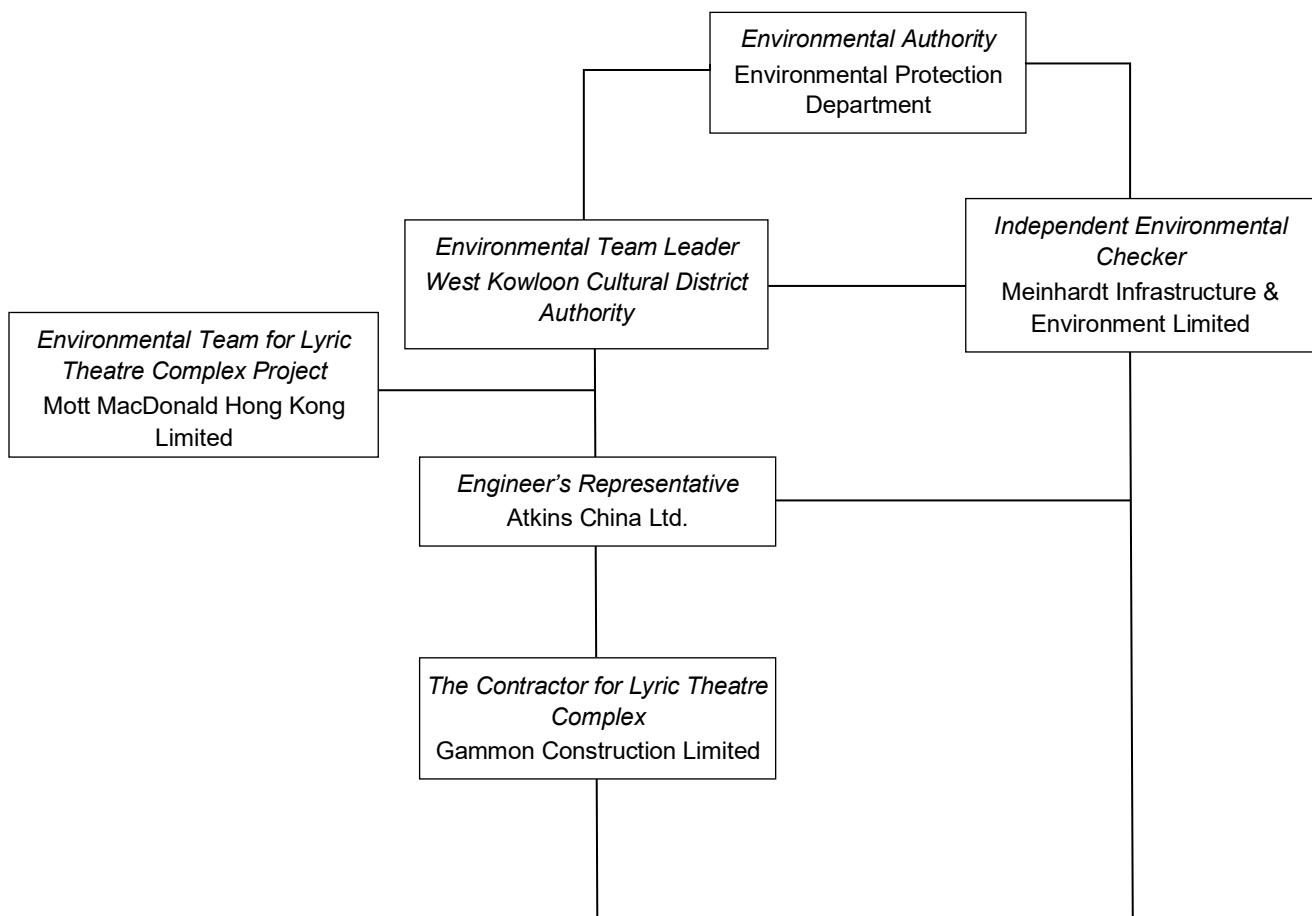 Environmental Authority
Environmental Protection
Department
Environmental Team Leader
West Kowloon Cultural District
Authority
Independent Environmental
Checker
Meinhardt Infrastructure &
Environment Limited
Environmental Team for Lyric
Theatre Complex Project
Mott MacDonald Hong Kong
Limited
Engineer’s Representative
Atkins China Ltd.
The Contractor for Lyric Theatre
Complex
Gammon Construction Limited